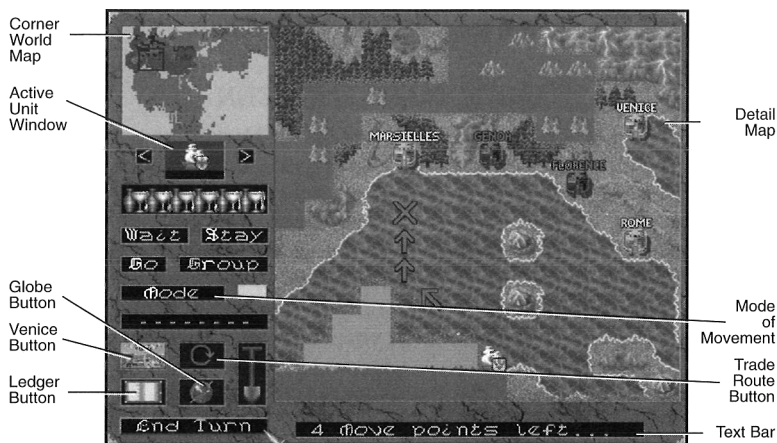 Corner
World
Map
Active
Unit
Window
Globe
Button
Venice
Button
Ledger
Button
< >
Wait Stay
Go Group
Mode
End Turn
MARSIELLES
GENOA
FLORENCE
VENICE
ROME
4 Move points left...
Detail
Map
Mode
of
Movement
Trade
Route
Button
Text Bar